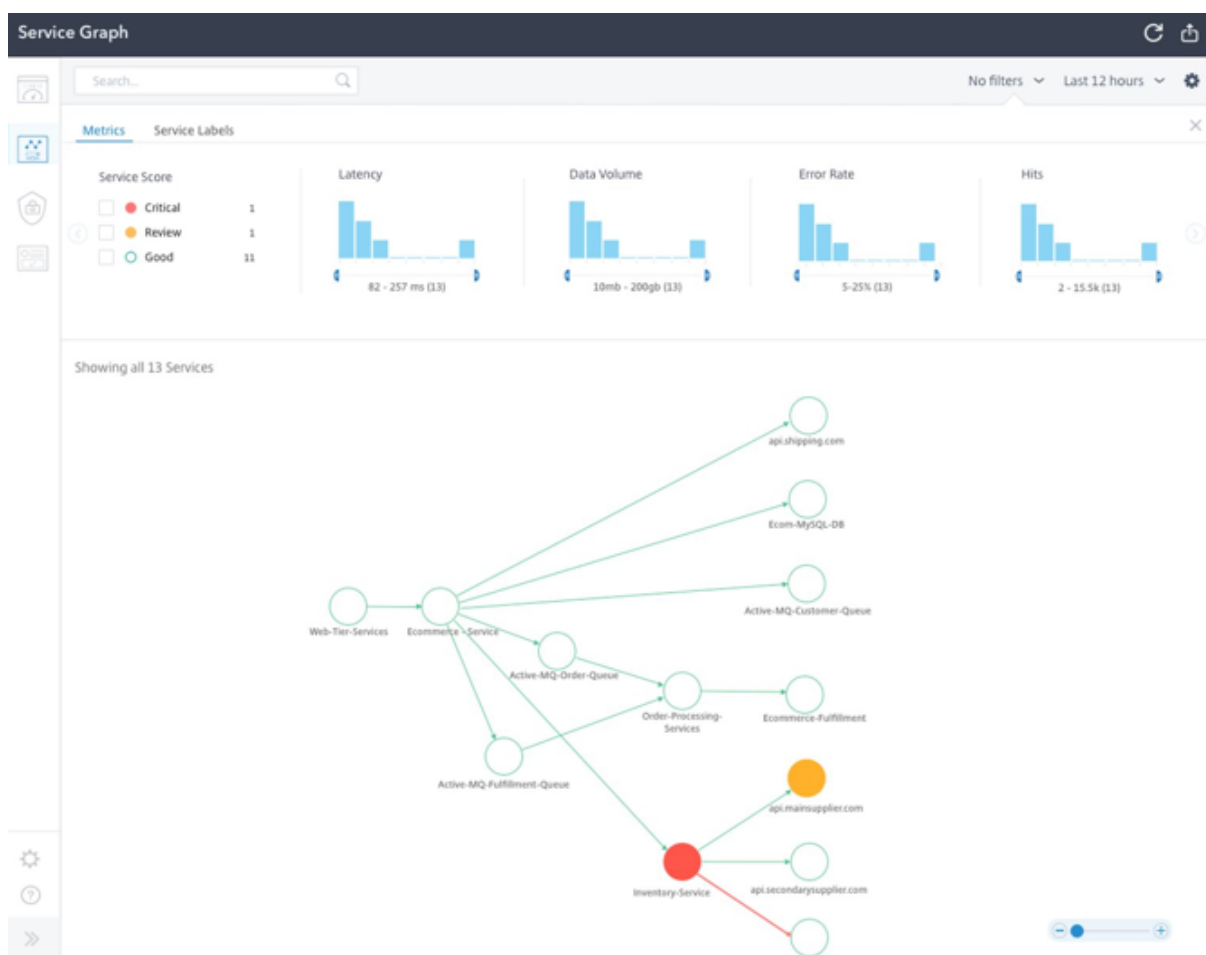 Service Graph
Search...
No filters
Last 12 hours
Metrics
Service Labels
Service Score
Critical 1
Review 1
Good 11
Latency
82 - 257 ms (13)
Data Volume
10mb - 200gb (13)
Error Rate
5-25% (13)
Hits
2 - 15.5k (13)
Showing all 13 Services
api.shipping.com
Ecom-MySQL-DB
Active-MQ-Customer-Queue
Web-Tier-Services
Ecommerce - Service
Active-MQ-Order-Queue
Order-Processing-
Services
Ecommerce-Fulfillment
Active-MQ-Fulfillment-Queue
api.mainsupplier.com
Inventory-Service
api.secondarysupplier.com